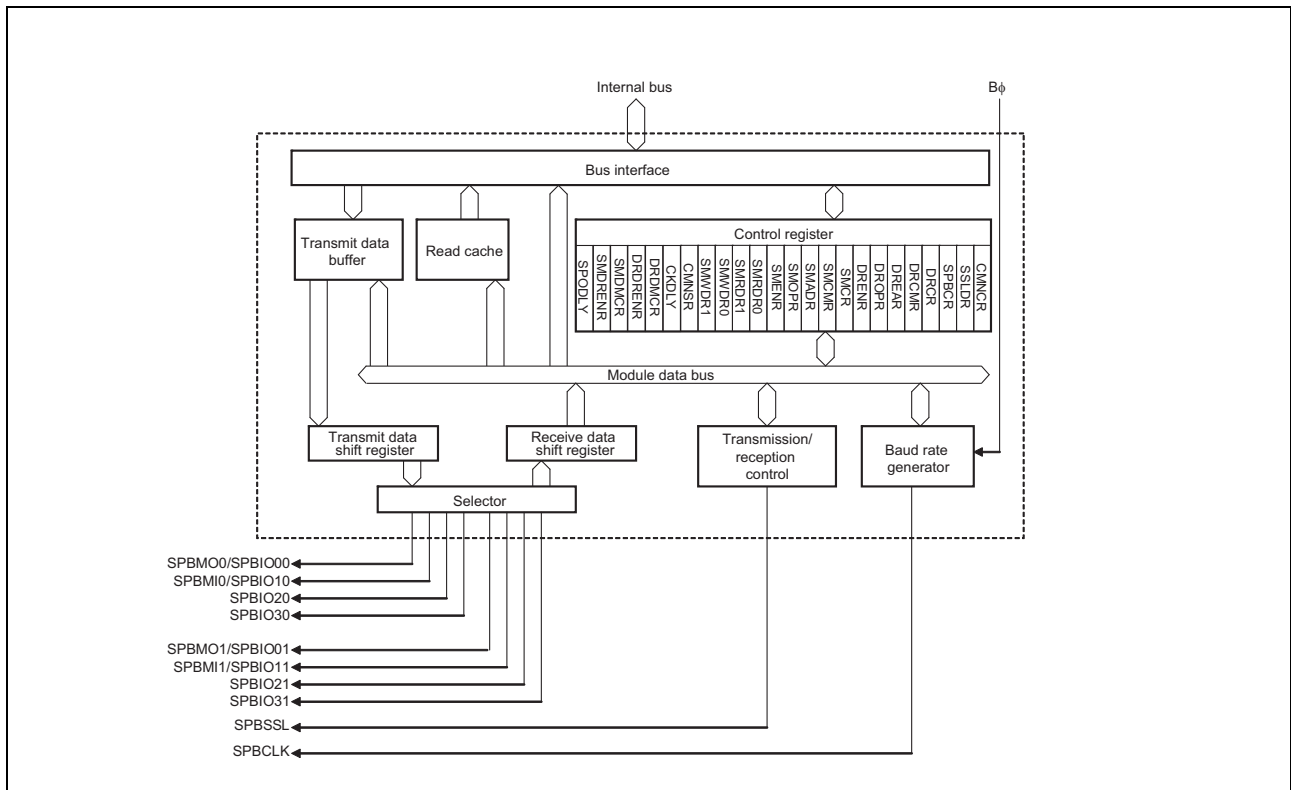 Internal bus
Bϕ
Bus interface
Transmit data
buffer
Read cache
Control register
SPODLY
SMDRENR
SMDMCR
DRDRENR
DRDMCR
CKDLY
CMNSR
SMWDR1
SMWDR0
SMRDR1
SMRDR0
SMENR
SMOPR
SMADR
SMCMR
SMCR
DRENR
DROPR
DREAR
DRCMR
DRCR
SPBCR
SSLDR
CMNCR
Module data bus
Transmit data
shift register
Receive data
shift register
Transmission/
reception
control
Baud rate
generator
Selector
SPBMO0/SPBIO00
SPBMI0/SPBIO10
SPBIO20
SPBIO30
SPBMO1/SPBIO01
SPBMI1/SPBIO11
SPBIO21
SPBIO31
SPBSSL
SPBCLK